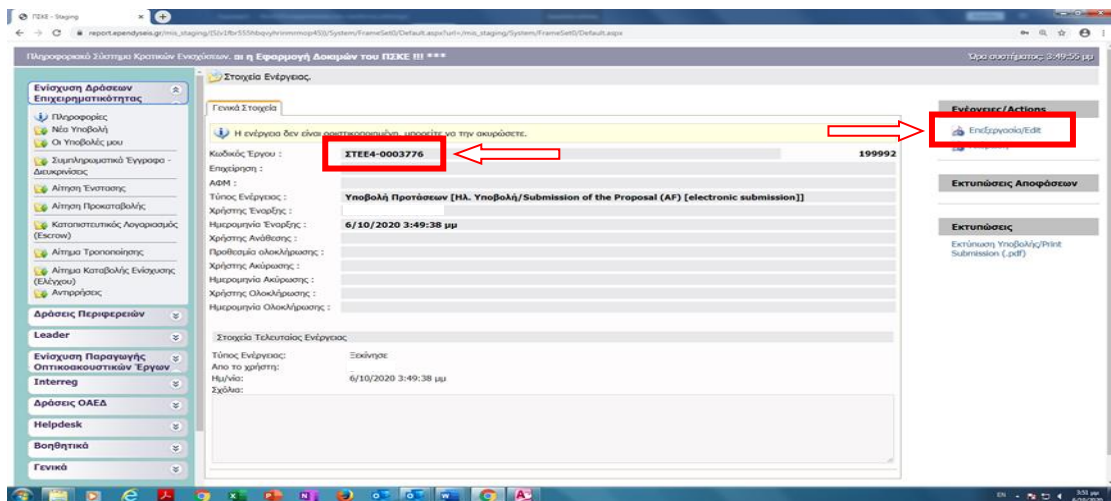 ΠΣΚΕ - Staging
Πληροφοριακό Σύστημα Κρατικών Ενισχύσεων. αι η Εφαρμογή Δοκιμών του ΠΣΚΕ !!! ***
Ώρα συστήματος: 3:49:55 μμ
Ενίσχυση Δράσεων Επιχειρηματικότητας
Πληροφορίες
Νέα Υποβολή
Οι Υποβολές μου
Συμπληρωματικά Έγγραφα - Διευκρινίσεις
Αίτηση Ένστασης
Αίτηση Προκαταβολής
Καταπιστευτικός Λογαριασμός (Escrow)
Αίτημα Τροποποίησης
Αίτημα Καταβολής Ενίσχυσης (Ελέγχου)
Αντιρρήσεις
Δράσεις Περιφερειών
Leader
Ενίσχυση Παραγωγής Οπτικοακουστικών Έργων
Interreg
Δράσεις ΟΑΕΔ
Helpdesk
Βοηθητικά
Γενικά
Στοιχεία Ενέργειας.
Γενικά Στοιχεία
Η ενέργεια δεν είναι οριστικοποιημένη, μπορείτε να την ακυρώσετε.
Κωδικός Έργου : ΣΤΕΕ4-0003776 199992
Επιχείρηση :
ΑΦΜ :
Τύπος Ενέργειας : Υποβολή Προτάσεων [Ηλ. Υποβολή/Submission of the Proposal (AF) [electronic submission]]
Χρήστης Έναρξης :
Ημερομηνία Έναρξης : 6/10/2020 3:49:38 μμ
Χρήστης Ανάθεσης :
Προθεσμία ολοκλήρωσης :
Χρήστης Ακύρωσης :
Ημερομηνία Ακύρωσης :
Χρήστης Ολοκλήρωσης :
Ημερομηνία Ολοκλήρωσης :
Στοιχεία Τελευταίας Ενέργειας
Τύπος Ενέργειας: Ξεκίνησε
Απο το χρήστη:
Ημ/νία: 6/10/2020 3:49:38 μμ
Σχόλια:
Ενέργειες/Actions
Επεξεργασία/Edit
Εκτυπώσεις Αποφάσεων
Εκτυπώσεις
Εκτύπωση Υποβολής/Print
Submission (.pdf)
EN
3:51 μμ